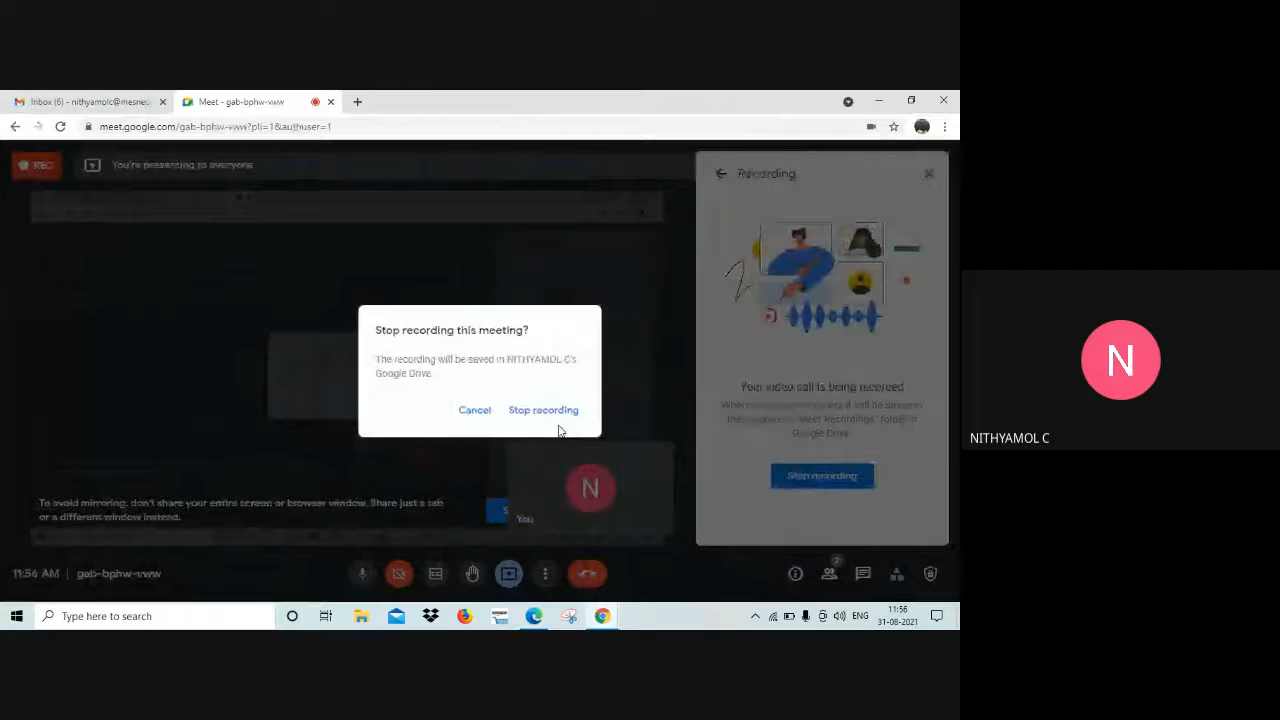 Inbox (6) - nithyamolc@mesneu
Meet - gab-bphw-vww
meet.google.com/gab-bphw-vww?pli=1&authuser=1
REC
You're presenting to everyone
Recording
Stop recording this meeting?
The recording will be saved in NITHYAMOL C's
Google Drive.
Cancel
Stop recording
Your video call is being recorded
Google Drive.
Stop recording
N
NITHYAMOL C
To avoid mirroring, don't share your entire screen or browser window. Share just a tab
or a different window instead.
S
N
You
11:56 AM | gab-bphw-vww
2
Type here to search
ENG
11:56
31-08-2021